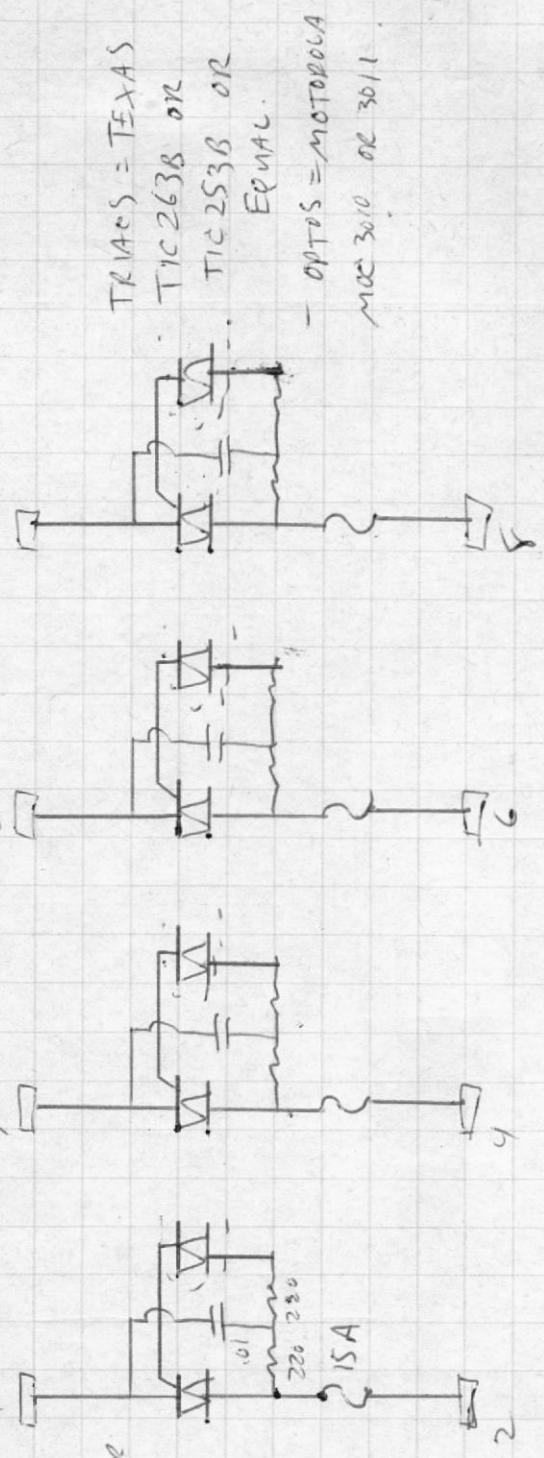 TRIACS = TEXAS
TIC263B OR
TIC253B OR
EQUAL.
- OPTOS = MOTOROLA
MOC 3010 OR 3011
.01
220 220
15A
2
4
6
8